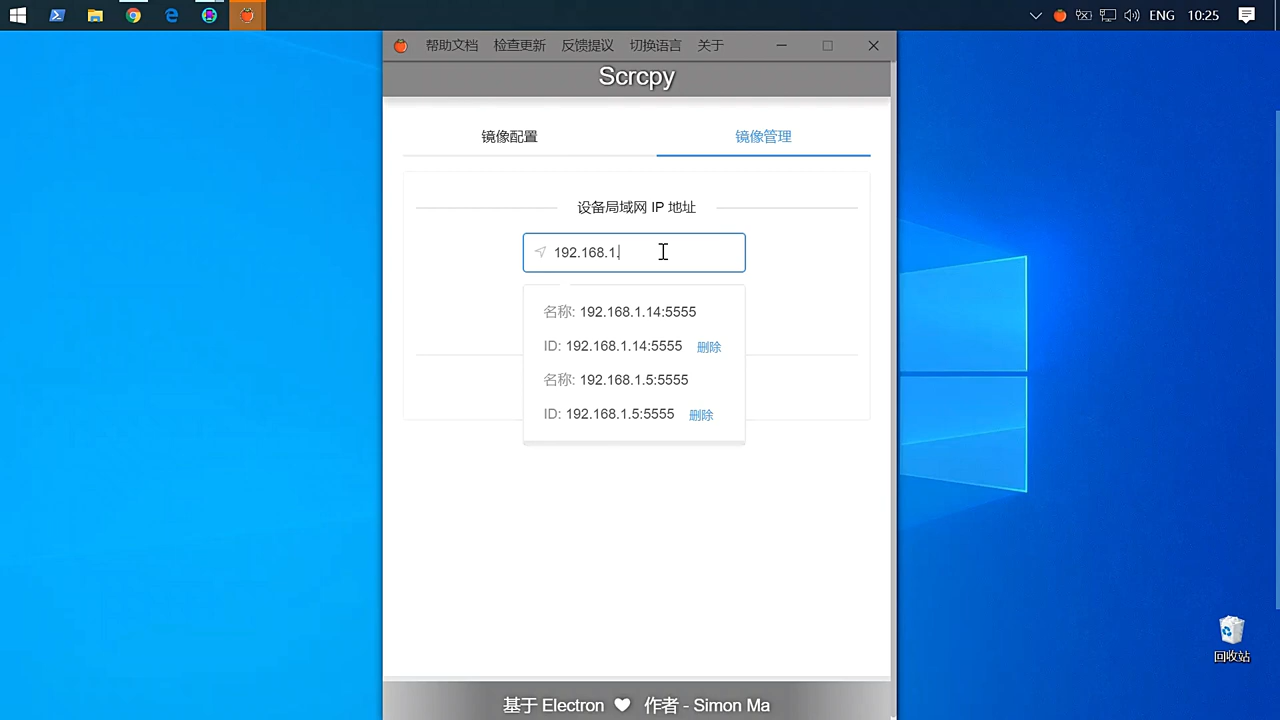 ENG 10:25
帮助文档 检查更新 反馈提议 切换语言 关于
Scrcpy
镜像配置 镜像管理
设备局域网 IP 地址
192.168.1.
名称: 192.168.1.14:5555
ID: 192.168.1.14:5555 删除
名称: 192.168.1.5:5555
ID: 192.168.1.5:5555 删除
回收站
基于 Electron ♥ 作者 - Simon Ma